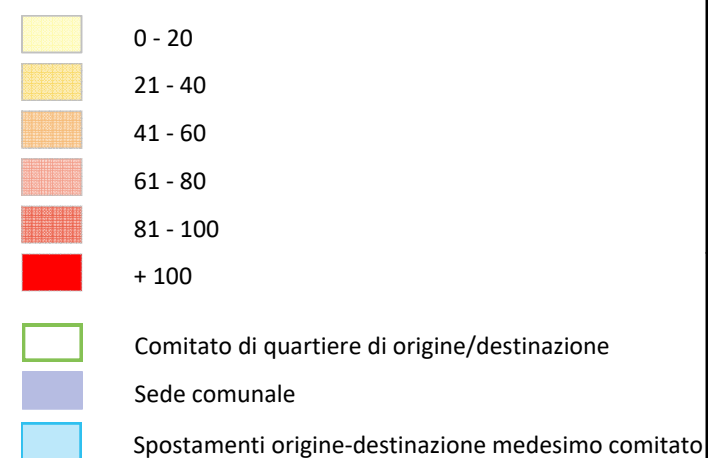 0 - 20
21 - 40
41 - 60
61 - 80
81 - 100
+ 100
Comitato di quartiere di origine/destinazione
Sede comunale
Spostamenti origine-destinazione medesimo comitato